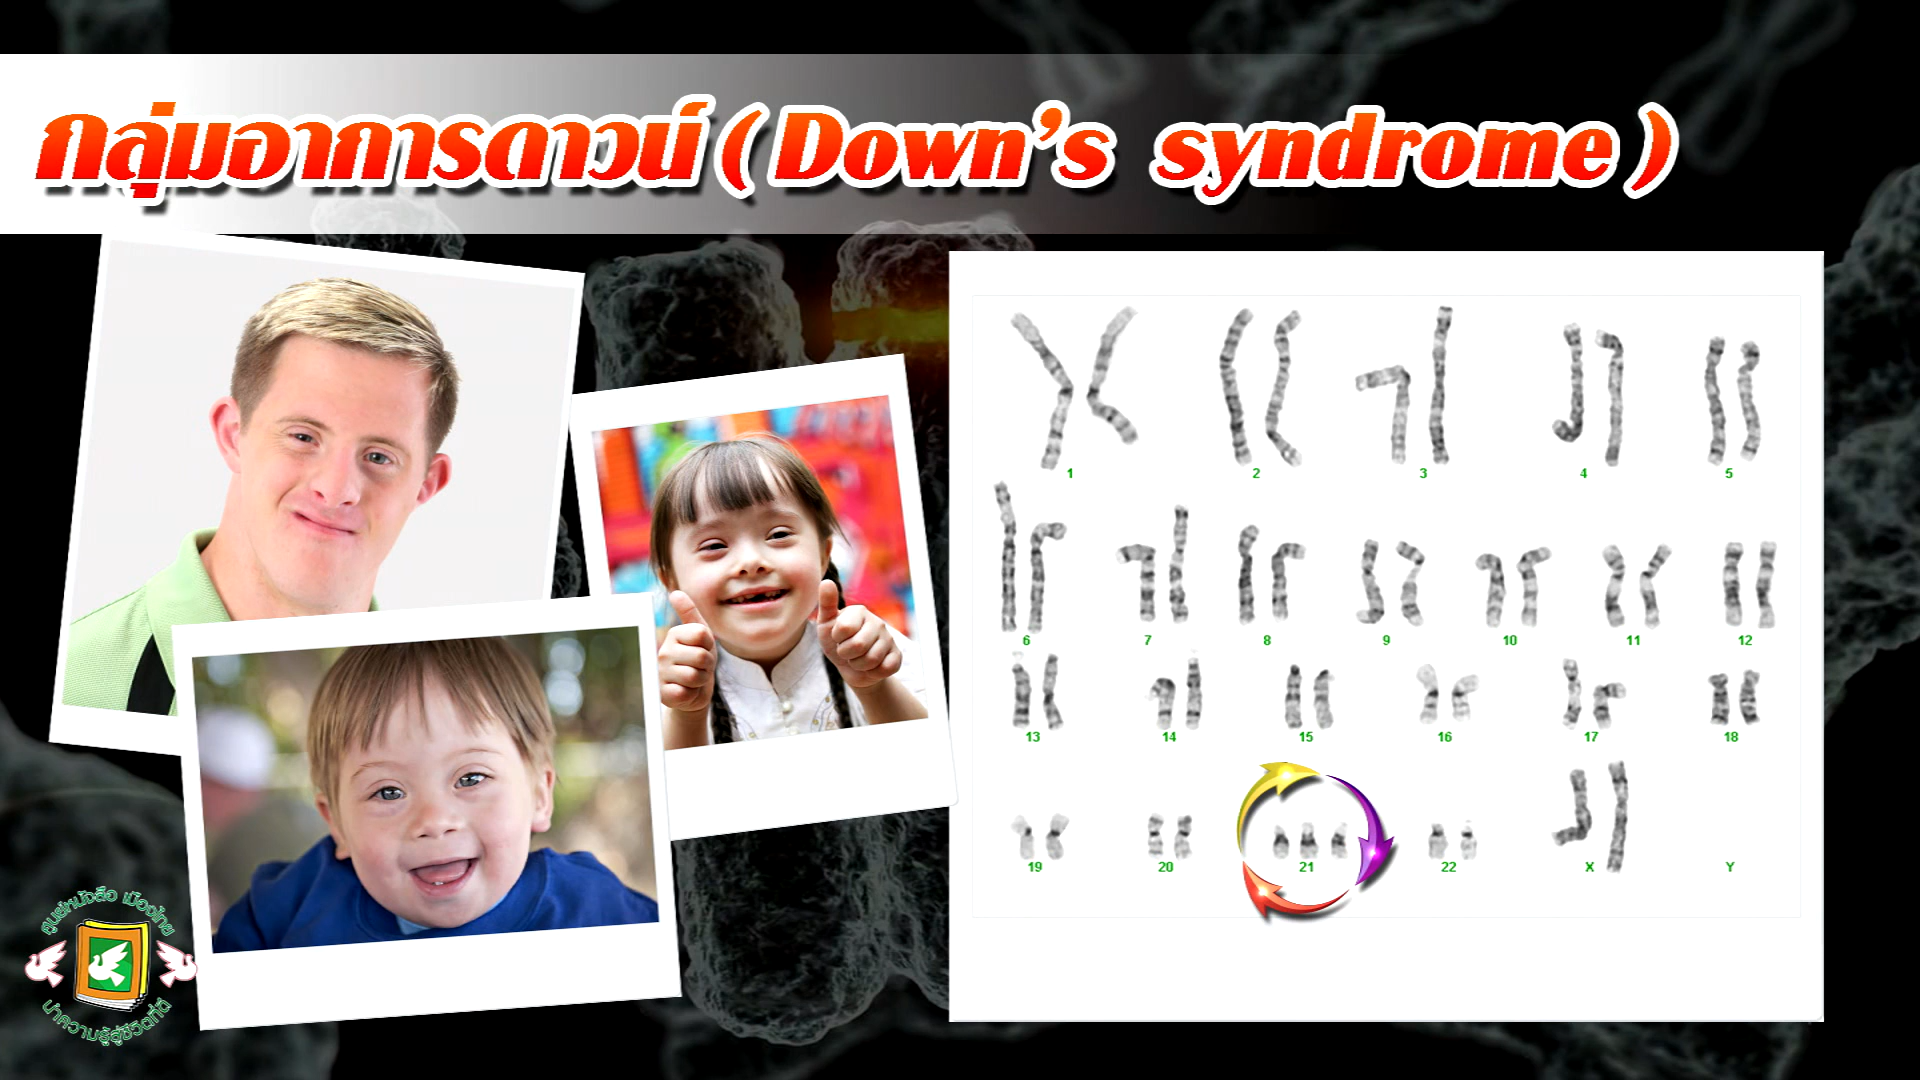 กลุ่มอาการดาวน์ (Down's syndrome)
1 2 3 4 5
6 7 8 9 10 11 12
13 14 15 16 17 18
19 20 21 22 X Y
ศูนย์หนังสือ เมืองไทย
นำความรู้สู่ชีวิตที่ดี